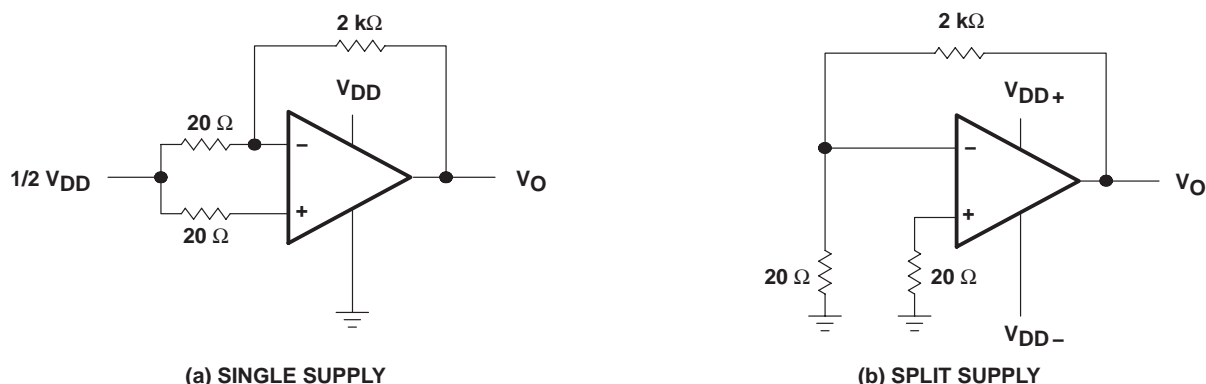 2 kΩ
VDD
20 Ω
−
1/2 VDD
VO
+
20 Ω
(a) SINGLE SUPPLY
2 kΩ
VDD+
−
VO
+
20 Ω
20 Ω
VDD−
(b) SPLIT SUPPLY